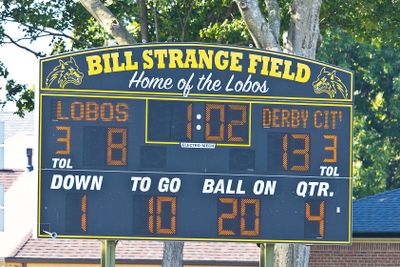 BILL STRANGE FIELD
Home of the Lobos
LOBOS 1:02 DERBY CITY
3 8 13 3
TOL TOL
ELECTRO-MECH
DOWN TO GO BALL ON QTR.
1 10 20 4